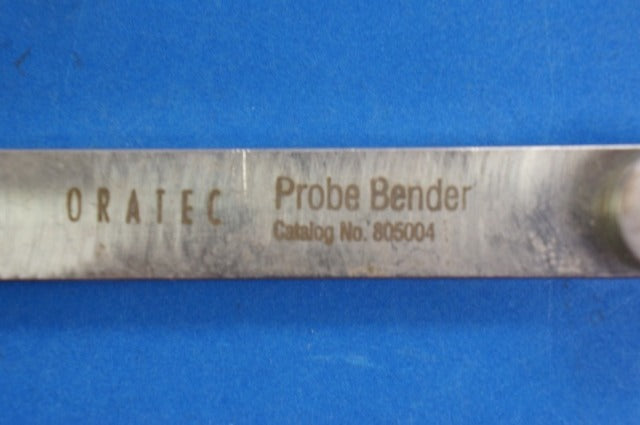 ORATEC
Probe Bender
Catalog No. 805004